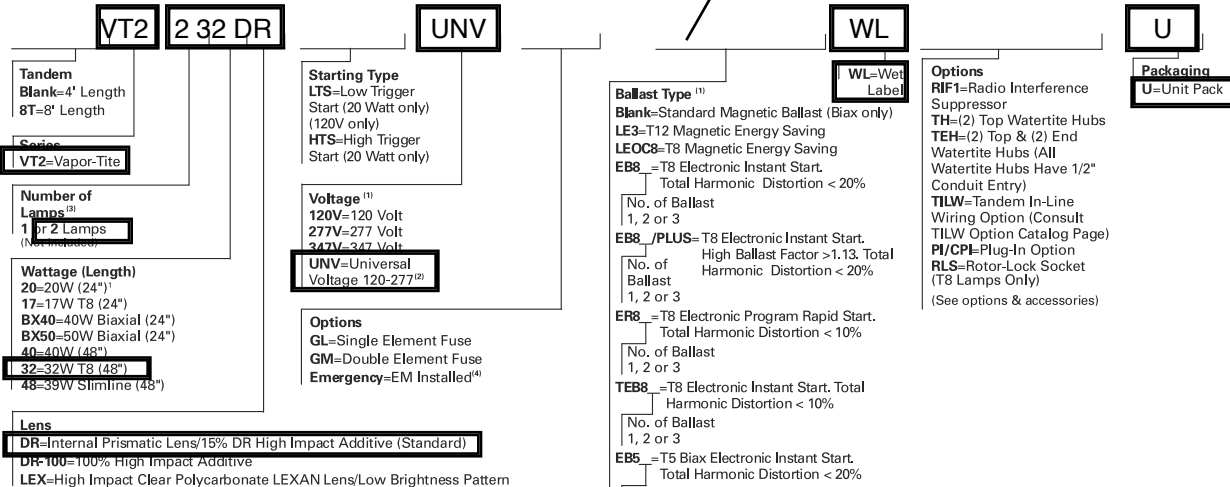 VT2 2 32 DR UNV / WL U
Tandem
Blank=4' Length
8T=8' Length
Series
VT2=Vapor-Tite
Number of
Lamps (3)
1 or 2 Lamps
(Not Included)
Wattage (Length)
20=20W (24")1
17=17W T8 (24")
BX40=40W Biaxial (24")
BX50=50W Biaxial (24")
40=40W (48")
32=32W T8 (48")
48=39W Slimline (48")
Lens
DR=Internal Prismatic Lens/15% DR High Impact Additive (Standard)
DR-100=100% High Impact Additive
LEX=High Impact Clear Polycarbonate LEXAN Lens/Low Brightness Pattern
Starting Type
LTS=Low Trigger
Start (20 Watt only)
(120V only)
HTS=High Trigger
Start (20 Watt only)
Voltage (1)
120V=120 Volt
277V=277 Volt
347V=347 Volt
UNV=Universal
Voltage 120-277(2)
Options
GL=Single Element Fuse
GM=Double Element Fuse
Emergency=EM Installed(4)
Ballast Type (1)
Blank=Standard Magnetic Ballast (Biax only)
LE3=T12 Magnetic Energy Saving
LEOC8=T8 Magnetic Energy Saving
EB8_=T8 Electronic Instant Start.
Total Harmonic Distortion < 20%
No. of Ballast
1, 2 or 3
EB8_/PLUS=T8 Electronic Instant Start.
High Ballast Factor >1.13. Total
Harmonic Distortion < 20%
No. of
Ballast
1, 2 or 3
ER8_=T8 Electronic Program Rapid Start.
Total Harmonic Distortion < 10%
No. of Ballast
1, 2 or 3
TEB8_=T8 Electronic Instant Start. Total
Harmonic Distortion < 10%
No. of Ballast
1, 2 or 3
EB5_=T5 Biax Electronic Instant Start.
Total Harmonic Distortion < 20%
WL=Wet
Label
Options
RIF1=Radio Interference
Suppressor
TH=(2) Top Watertite Hubs
TEH=(2) Top & (2) End
Watertite Hubs (All
Watertite Hubs Have 1/2"
Conduit Entry)
TILW=Tandem In-Line
Wiring Option (Consult
TILW Option Catalog Page)
PI/CPI=Plug-In Option
RLS=Rotor-Lock Socket
(T8 Lamps Only)
(See options & accessories)
Packaging
U=Unit Pack